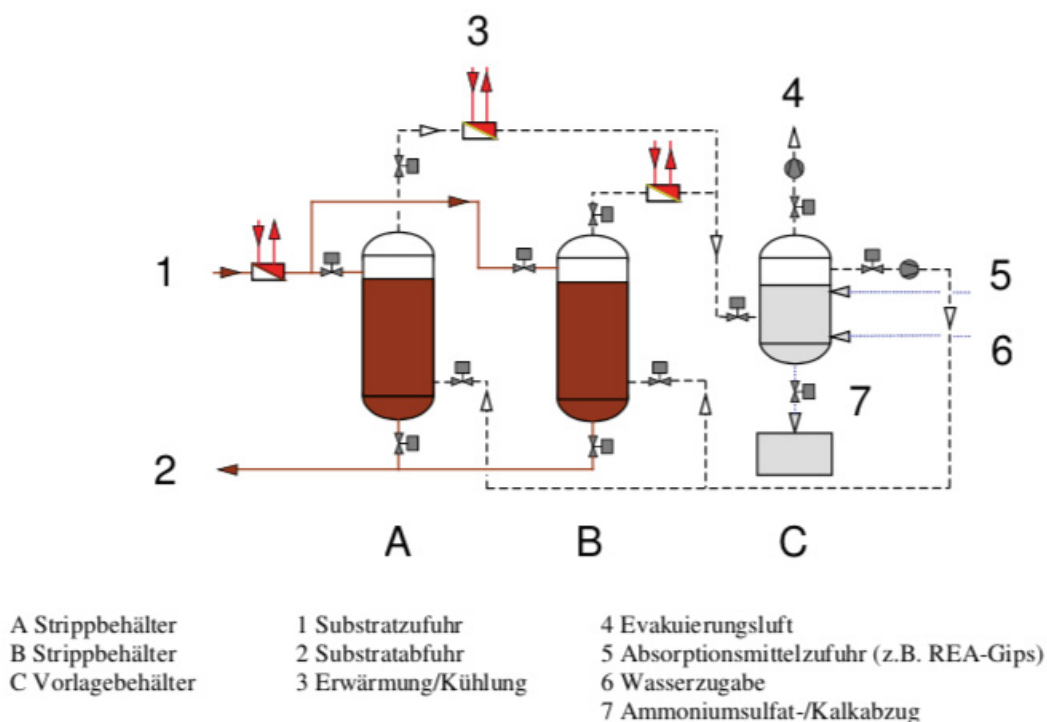 3
4
1
5
6
7
2
A
B
C
A Strippbehälter
B Strippbehälter
C Vorlagebehälter
1 Substratzufuhr
2 Substratabfuhr
3 Erwärmung/Kühlung
4 Evakuierungsluft
5 Absorptionsmittelzufuhr (z.B. REA-Gips)
6 Wasserzugabe
7 Ammoniumsulfat-/Kalkabzug